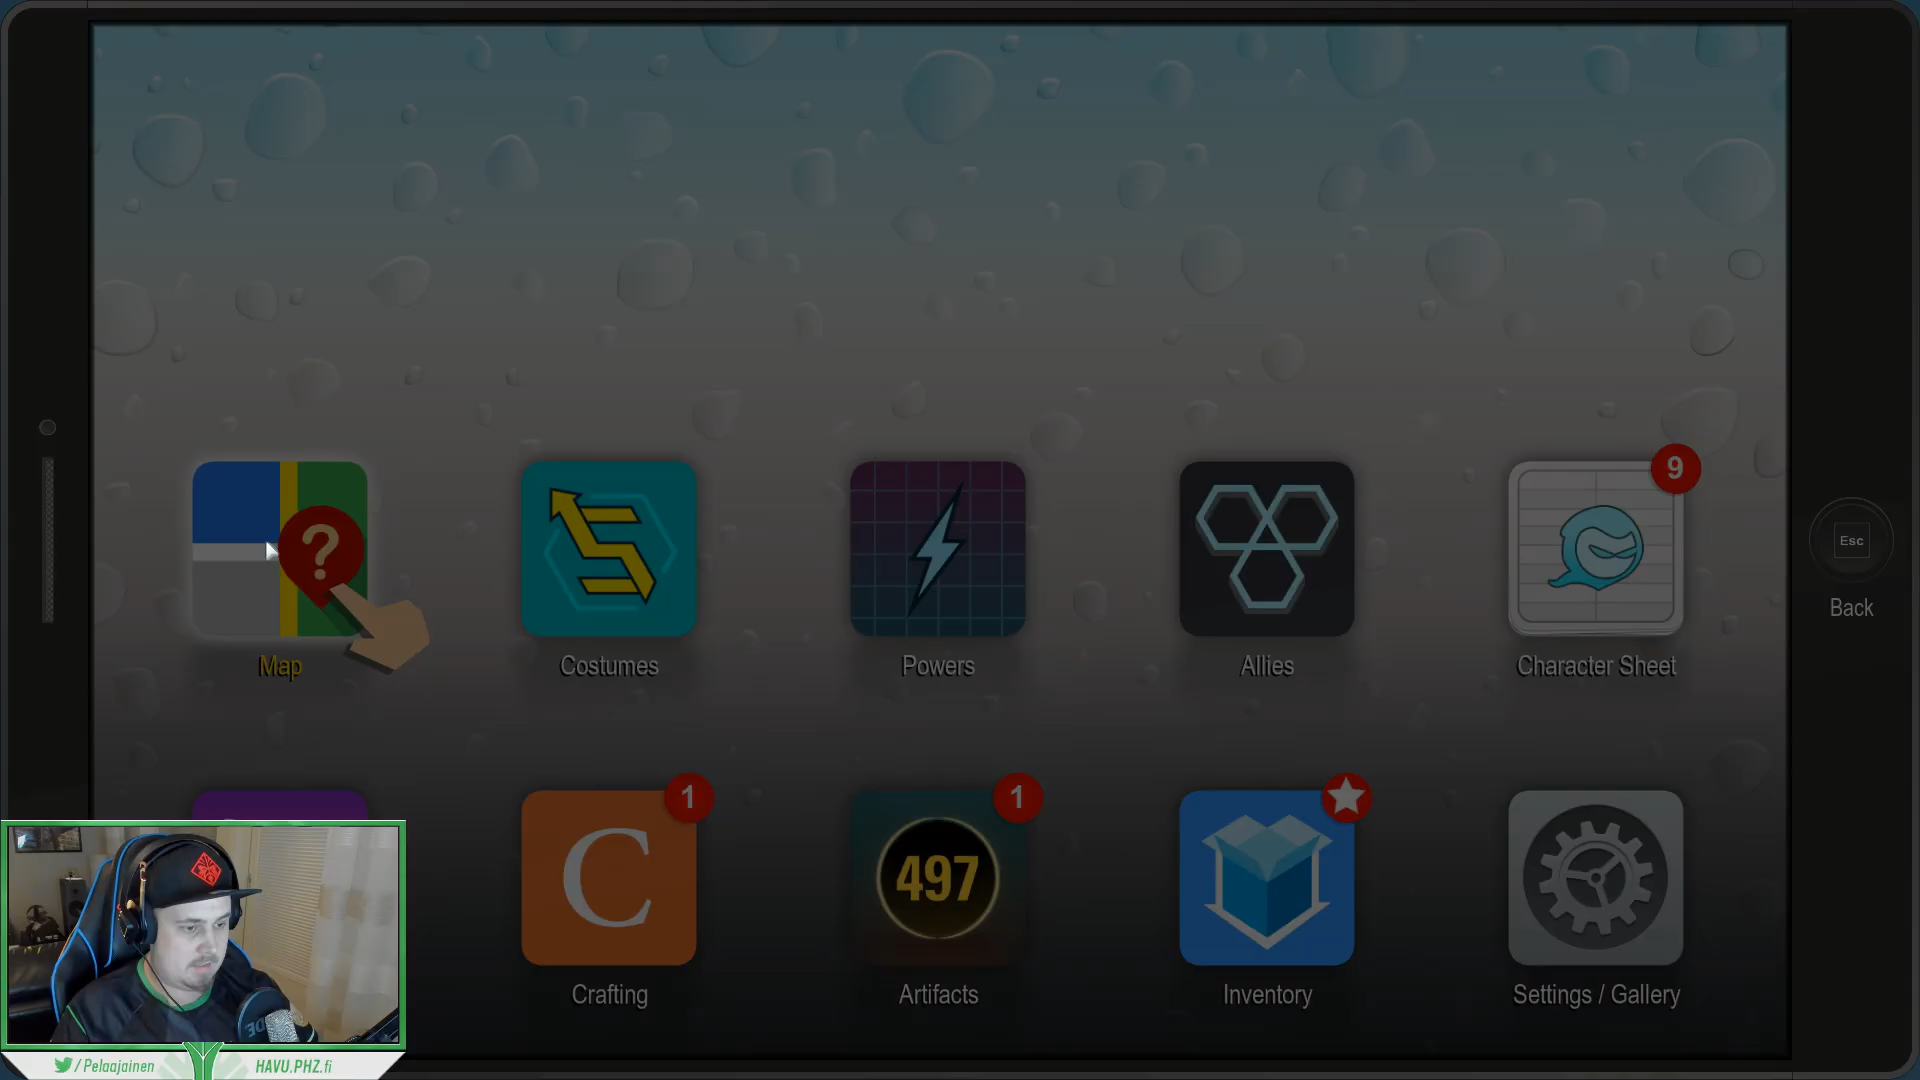 9
?
Esc
Map
Costumes
Powers
Allies
Character Sheet
Back
1
1
C
497
Crafting
Artifacts
Inventory
Settings / Gallery
/Pelaajainen
HAVU.PHZ.fi